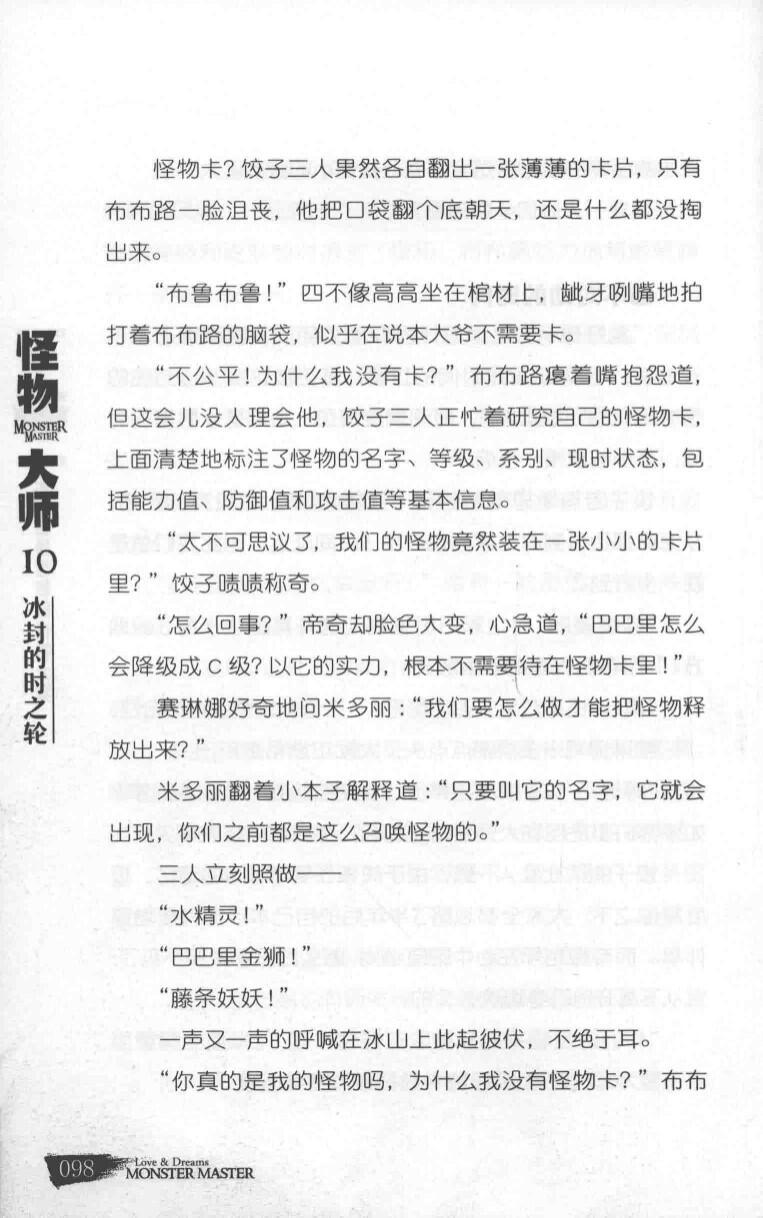 怪物卡？饺子三人果然各自翻出一张薄薄的卡片，只有
布布路一脸沮丧，他把口袋翻个底朝天，还是什么都没掏
出来。
“布鲁布鲁！”四不像高高坐在棺材上，龇牙咧嘴地拍
打着布布路的脑袋，似乎在说本大爷不需要卡。
“不公平！为什么我没有卡？”布布路瘪着嘴抱怨道，
但这会儿没人理会他，饺子三人正忙着研究自己的怪物卡，
上面清楚地标注了怪物的名字、等级、系别、现时状态，包
括能力值、防御值和攻击值等基本信息。
“太不可思议了，我们的怪物竟然装在一张小小的卡片
里？”饺子啧啧称奇。
“怎么回事？”帝奇却脸色大变，心急道，“巴巴里怎么
会降级成 C 级？以它的实力，根本不需要待在怪物卡里！”
赛琳娜好奇地问米多丽：“我们要怎么做才能把怪物释
放出来？”
米多丽翻着小本子解释道：“只要叫它的名字，它就会
出现，你们之前都是这么召唤怪物的。”
三人立刻照做——
“水精灵！”
“巴巴里金狮！”
“藤条妖妖！”
一声又一声的呼喊在冰山上此起彼伏，不绝于耳。
“你真的是我的怪物吗，为什么我没有怪物卡？”布布
怪物
MONSTER
MASTER
大师
10
冰封的时之轮
098
Love & Dreams
MONSTER MASTER